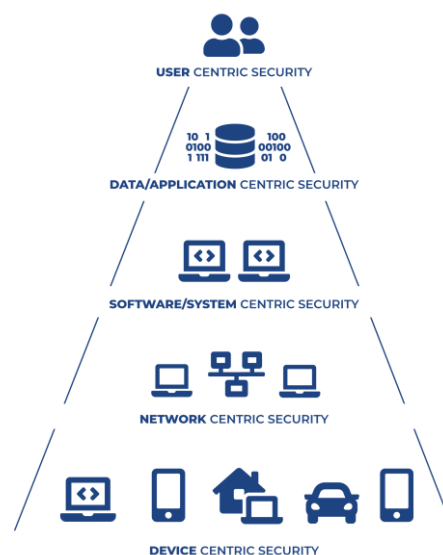 USER CENTRIC SECURITY
10 1 100
0100 00100
1 111 01 0
DATA/APPLICATION CENTRIC SECURITY
SOFTWARE/SYSTEM CENTRIC SECURITY
NETWORK CENTRIC SECURITY
DEVICE CENTRIC SECURITY